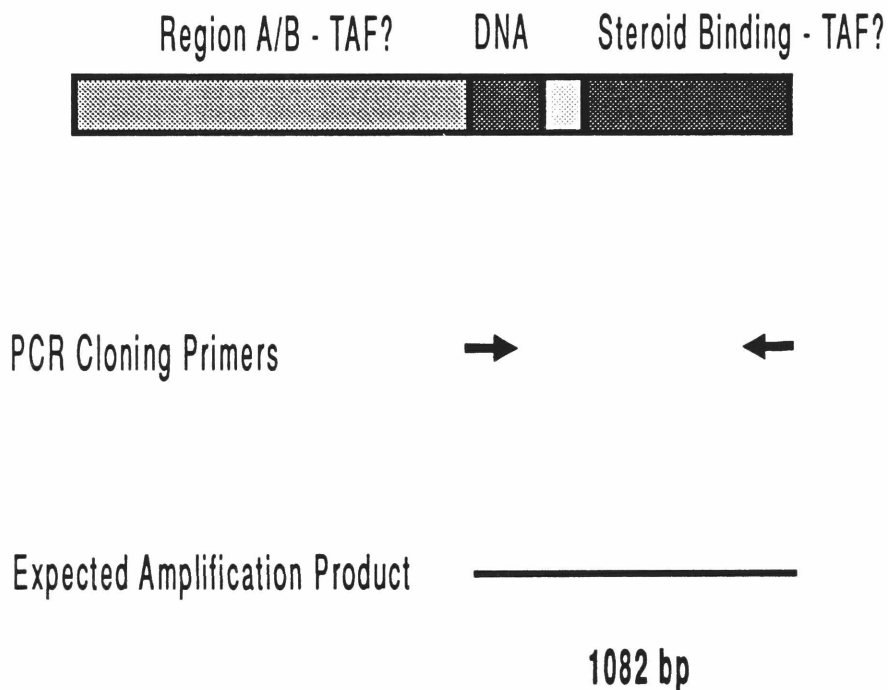 Region A/B - TAF? DNA Steroid Binding - TAF?
PCR Cloning Primers
Expected Amplification Product
1082 bp